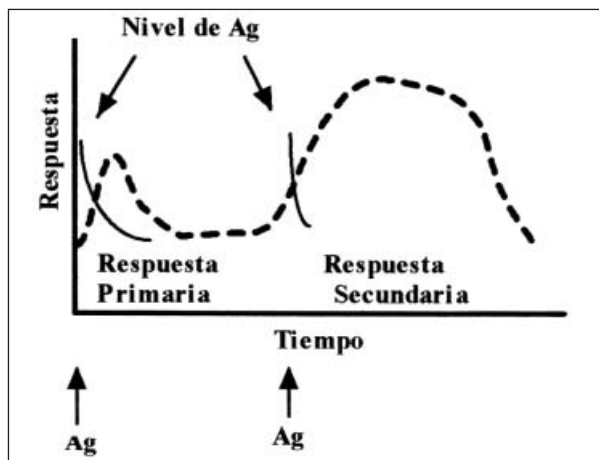 Nivel de Ag
Respuesta
Respuesta
Primaria
Respuesta
Secundaria
Tiempo
Ag
Ag